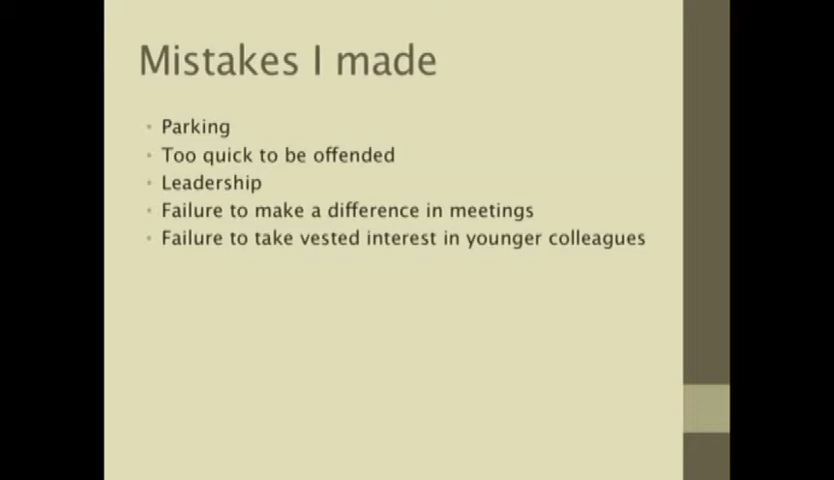 Mistakes I made
Parking
Too quick to be offended
Leadership
Failure to make a difference in meetings
Failure to take vested interest in younger colleagues